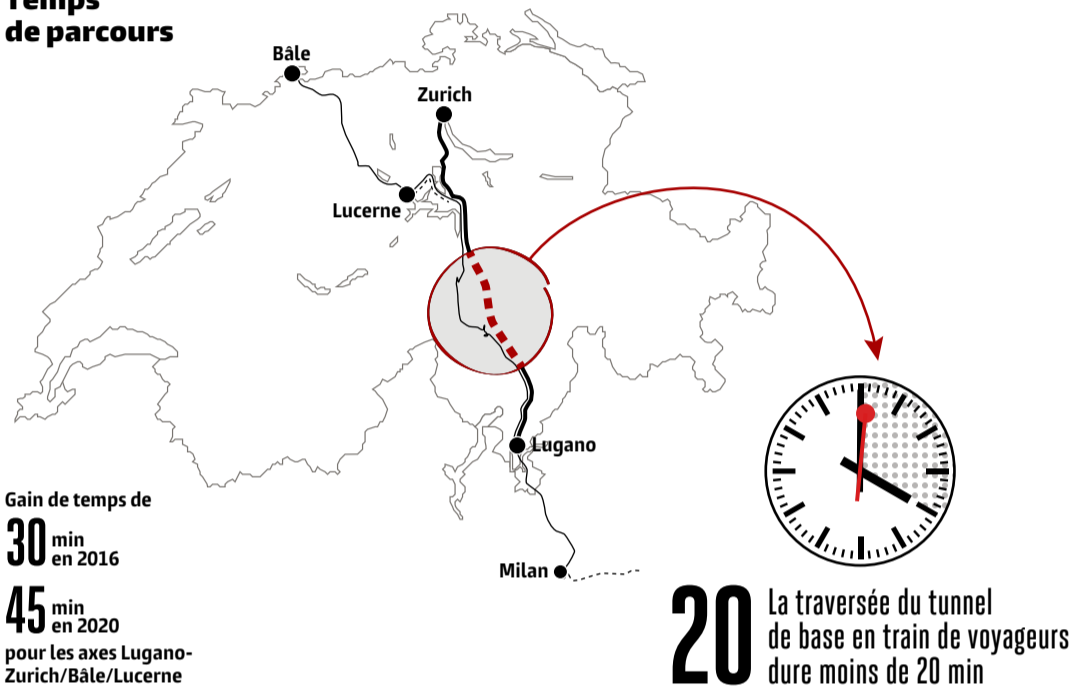 Temps
de parcours
Bâle
Zurich
Lucerne
Lugano
Milan
Gain de temps de
30 min
en 2016
45 min
en 2020
pour les axes Lugano-
Zurich/Bâle/Lucerne
20
La traversée du tunnel
de base en train de voyageurs
dure moins de 20 min